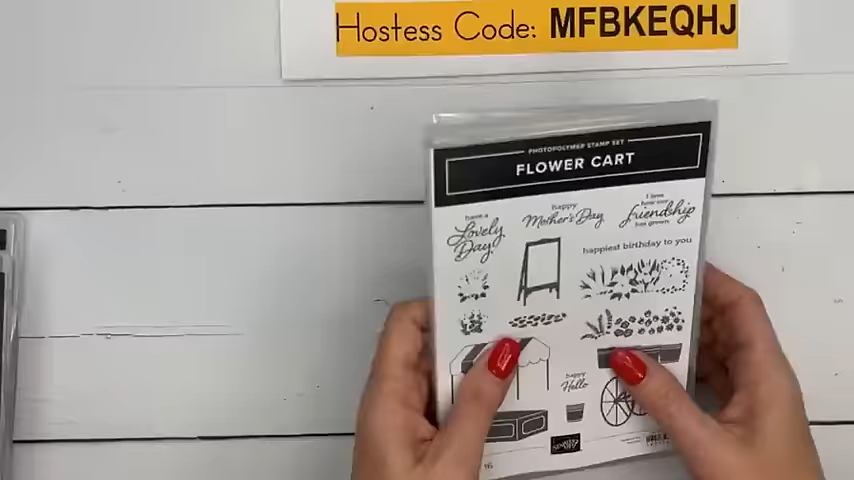 Hostess Code: MFBKEQHJ
PHOTOPOLYMER STAMP SET
FLOWER CART
have a
Lovely
Day
happy
Mother's Day
I love
how our
friendship
has grown
happiest birthday to you
happy
Hello
16